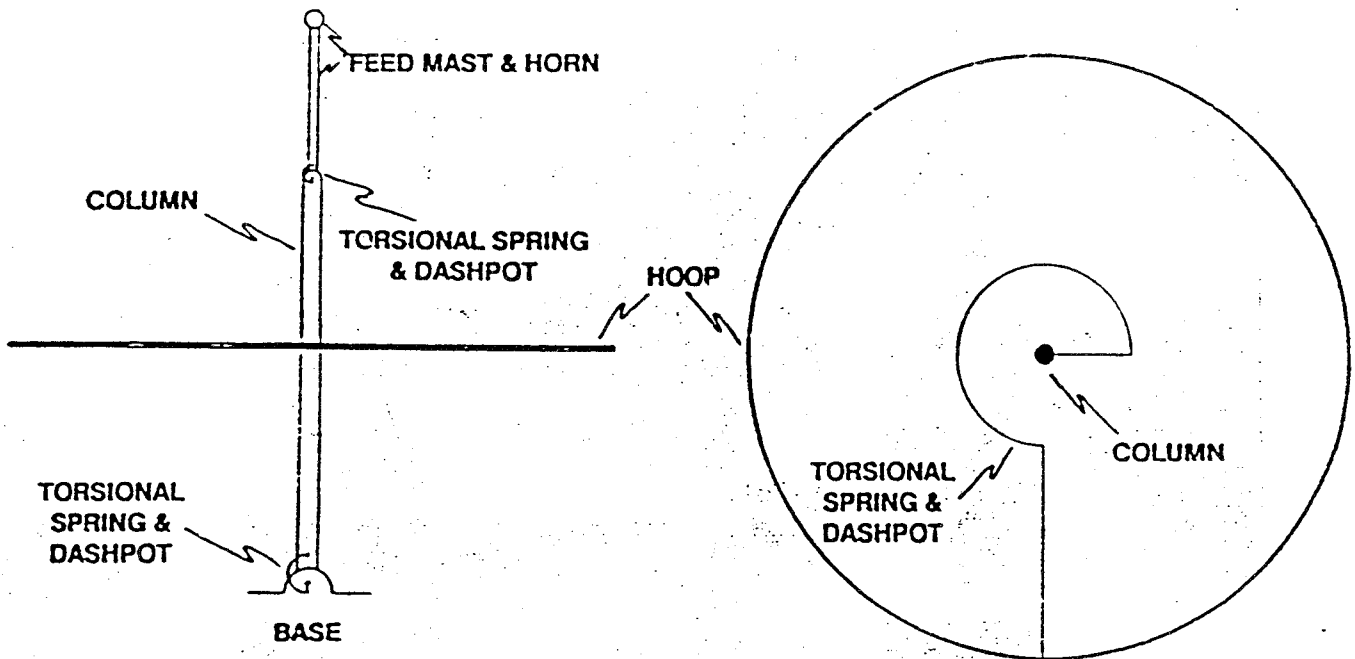 FEED MAST & HORN
COLUMN
TORSIONAL SPRING
& DASHPOT
HOOP
TORSIONAL
SPRING &
DASHPOT
BASE
COLUMN
TORSIONAL
SPRING &
DASHPOT